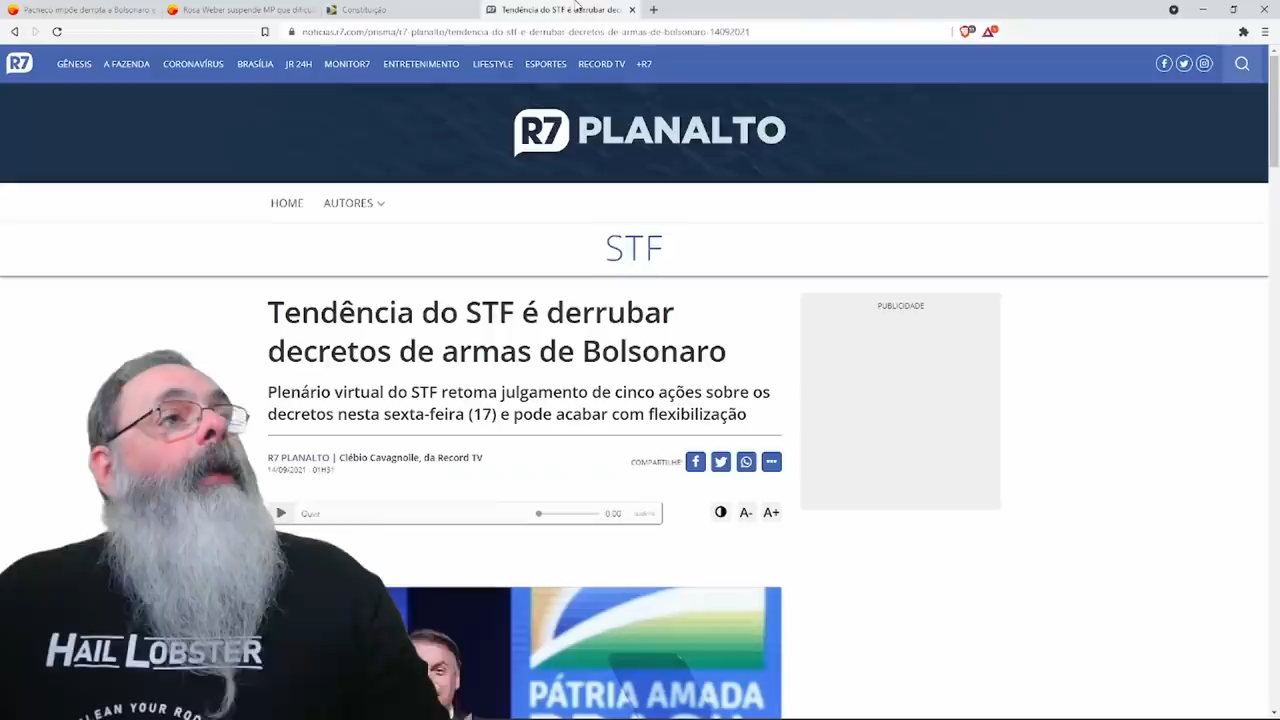 Pacheco impõe derrota a Bolsonaro e
Rosa Weber suspende MP que dificul
Constituição
Tendência do STF é derrubar dec
noticias.r7.com/prisma/r7-planalto/tendencia-do-stf-e-derrubar-decretos-de-armas-de-bolsonaro-14092021
R7
GÊNESIS
A FAZENDA
CORONAVÍRUS
BRASÍLIA
JR 24H
MONITOR7
ENTRETENIMENTO
LIFESTYLE
ESPORTES
RECORD TV
+R7
R7 PLANALTO
HOME
AUTORES
STF
Tendência do STF é derrubar
decretos de armas de Bolsonaro
Plenário virtual do STF retoma julgamento de cinco ações sobre os
decretos nesta sexta-feira (17) e pode acabar com flexibilização
R7 PLANALTO | Clébio Cavagnolle, da Record TV
14/09/2021 - 01H31
COMPARTILHE:
Ouvir
0:00
A-
A+
PUBLICIDADE
PÁTRIA AMADA
HAIL LOBSTER
CLEAN YOUR ROO